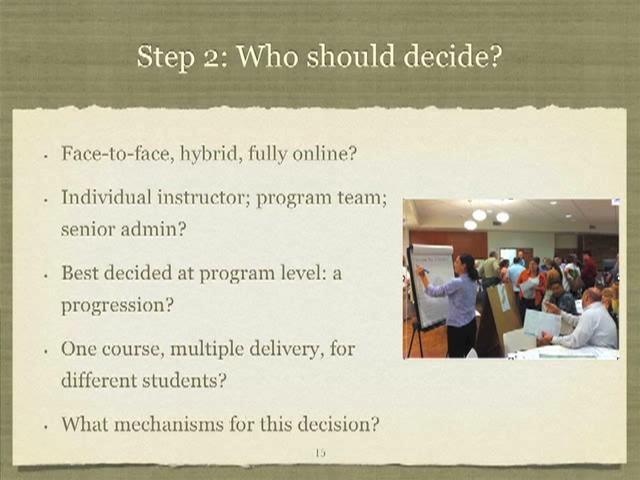 Step 2: Who should decide?
Face-to-face, hybrid, fully online?
Individual instructor; program team;
senior admin?
Best decided at program level: a
progression?
One course, multiple delivery, for
different students?
What mechanisms for this decision?
15